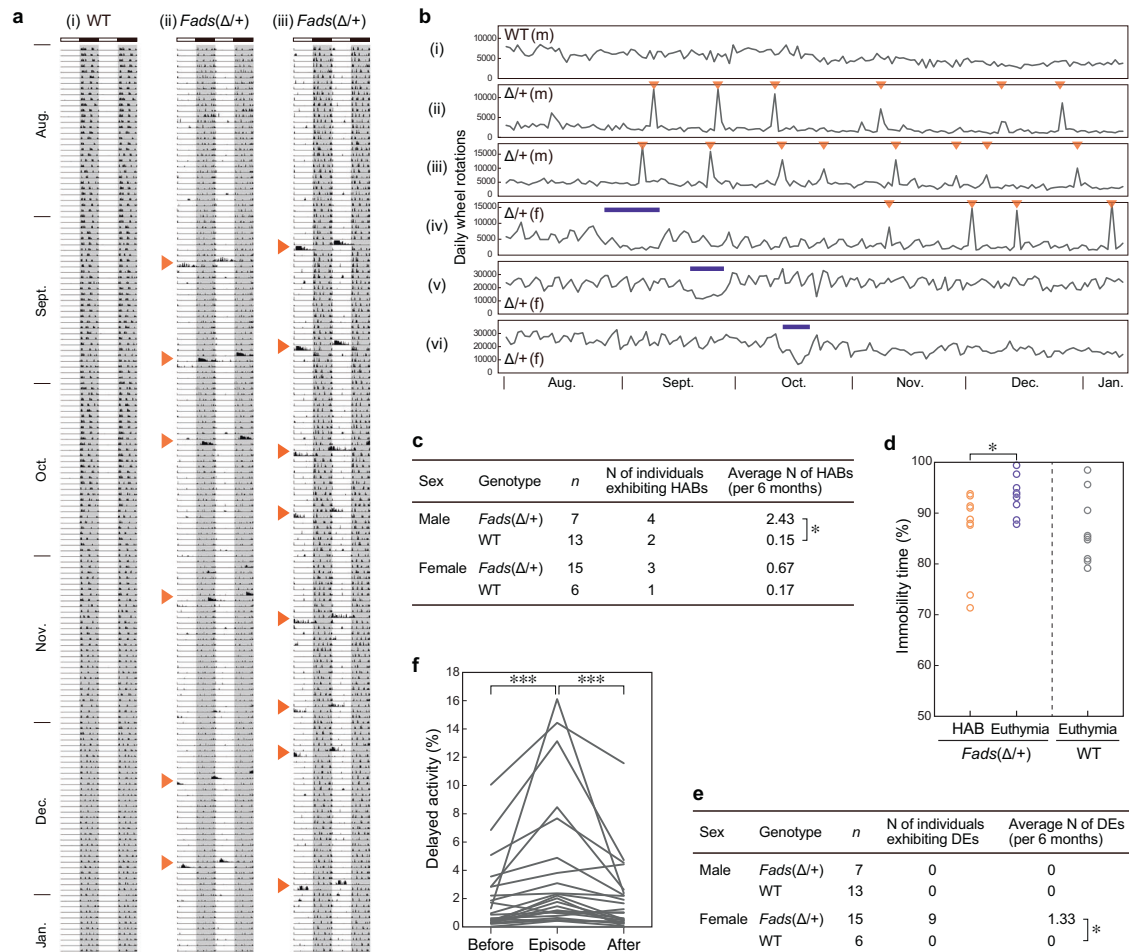 a
(i) WT
(ii) Fads(Δ/+)
(iii) Fads(Δ/+)
Aug.
Sept.
Oct.
Nov.
Dec.
Jan.
b
Daily wheel rotations
(i)
WT (m)
10000
5000
0
(ii)
Δ/+ (m)
10000
5000
0
(iii)
Δ/+ (m)
15000
10000
5000
0
(iv)
Δ/+ (f)
15000
10000
5000
0
(v)
Δ/+ (f)
30000
20000
10000
0
(vi)
Δ/+ (f)
30000
20000
10000
0
Aug. Sept. Oct. Nov. Dec. Jan.
c
Sex Genotype n N of individuals exhibiting HABs Average N of HABs (per 6 months)
Male Fads(Δ/+) 7 4 2.43
WT 13 2 0.15
*
Female Fads(Δ/+) 15 3 0.67
WT 6 1 0.17
d
Immobility time (%)
100
90
80
70
60
50
*
HAB Euthymia Euthymia
Fads(Δ/+) WT
f
Delayed activity (%)
18
16
14
12
10
8
6
4
2
0
*** ***
Before Episode After
e
Sex Genotype n N of individuals exhibiting DEs Average N of DEs (per 6 months)
Male Fads(Δ/+) 7 0 0
WT 13 0 0
Female Fads(Δ/+) 15 9 1.33
WT 6 0 0
*